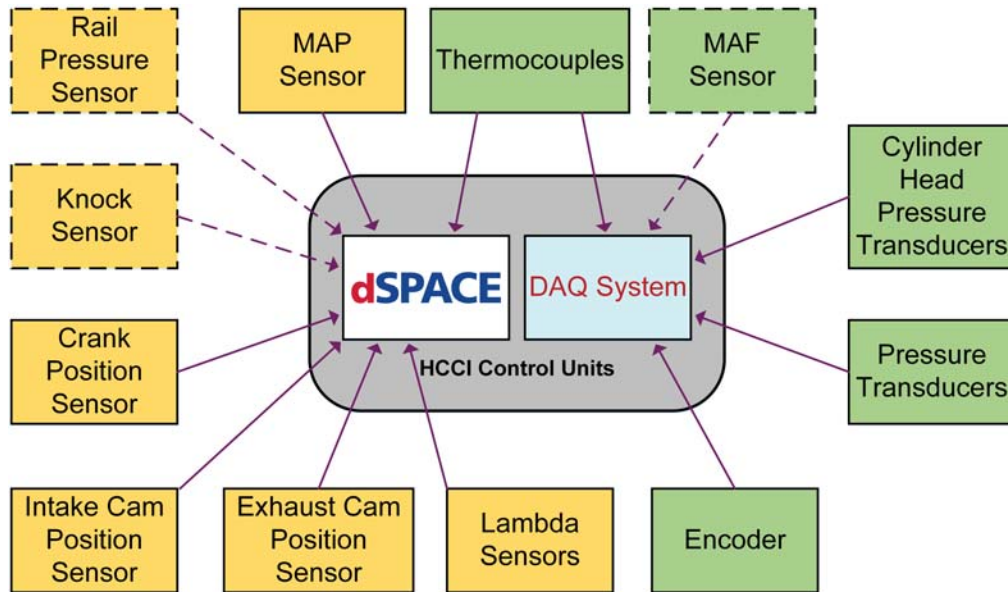 Rail
Pressure
Sensor
MAP
Sensor
Thermocouples
MAF
Sensor
Knock
Sensor
Cylinder
Head
Pressure
Transducers
dSPACE
DAQ System
HCCI Control Units
Crank
Position
Sensor
Pressure
Transducers
Intake Cam
Position
Sensor
Exhaust Cam
Position
Sensor
Lambda
Sensors
Encoder